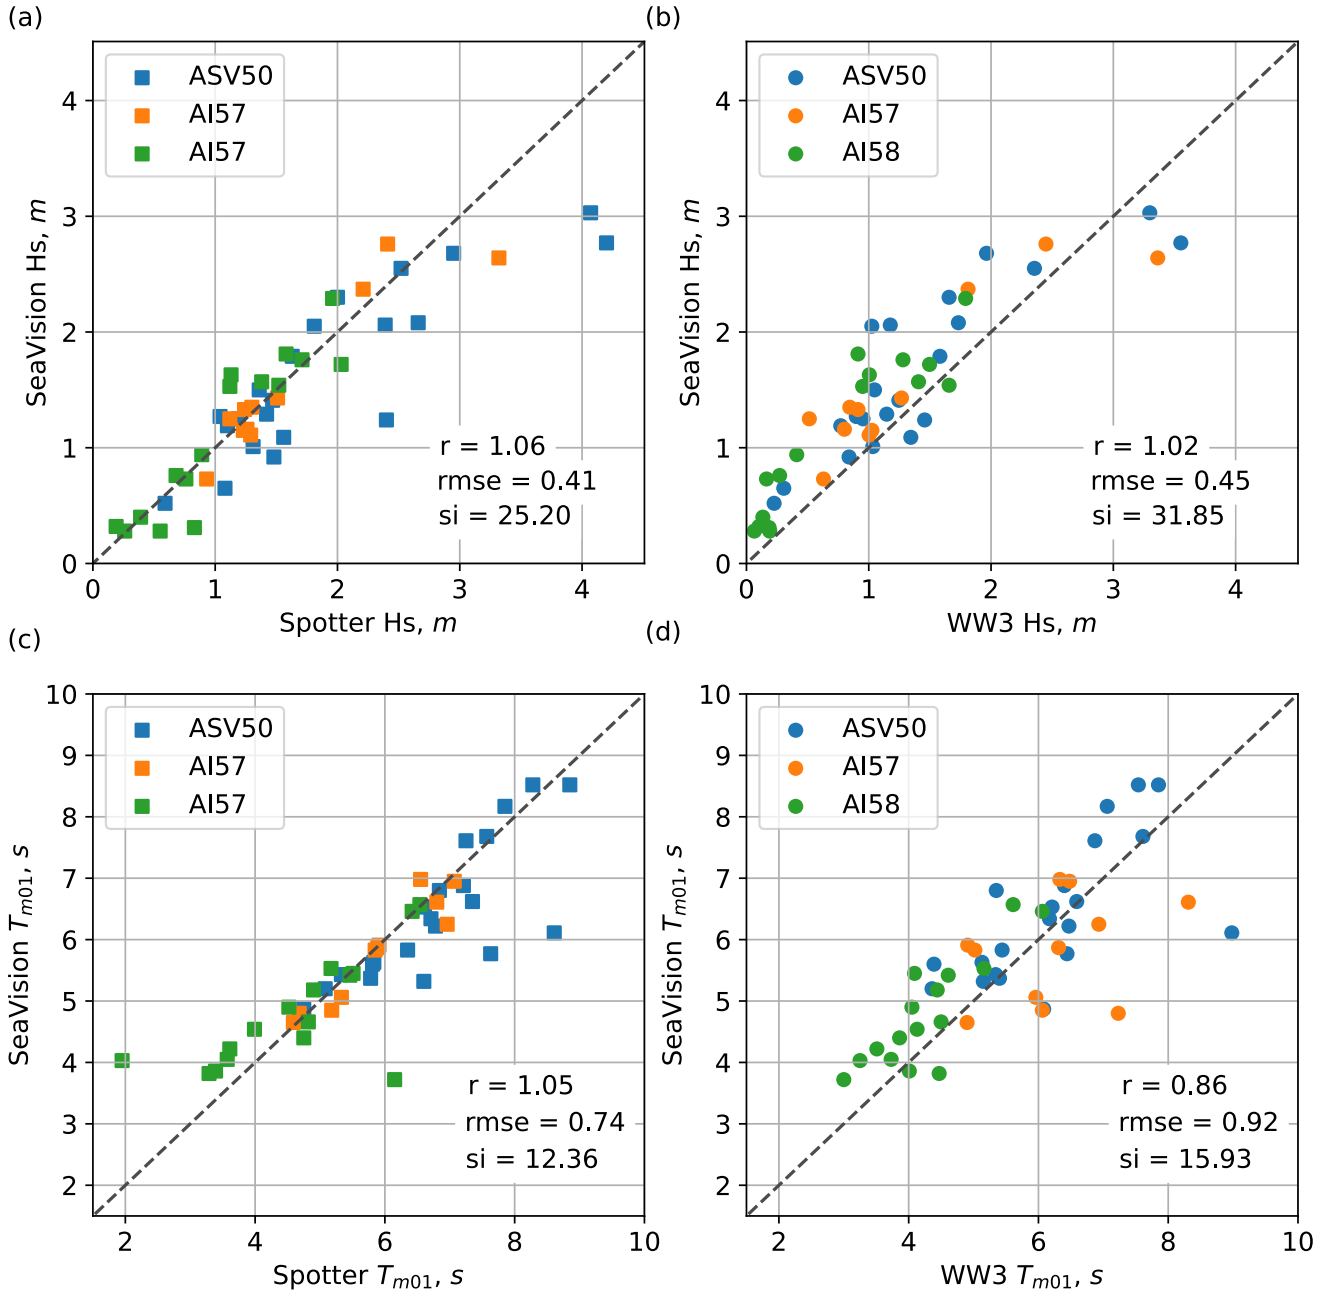 (a)
ASV50
AI57
AI57
SeaVision Hs, m
4
3
2
1
0
r = 1.06
rmse = 0.41
si = 25.20
0 1 2 3 4
Spotter Hs, m
(b)
ASV50
AI57
AI58
SeaVision Hs, m
4
3
2
1
0
r = 1.02
rmse = 0.45
si = 31.85
0 1 2 3 4
WW3 Hs, m
(c)
ASV50
AI57
AI57
SeaVision Tm01, s
10
9
8
7
6
5
4
3
2
r = 1.05
rmse = 0.74
si = 12.36
2 4 6 8 10
Spotter Tm01, s
(d)
ASV50
AI57
AI58
SeaVision Tm01, s
10
9
8
7
6
5
4
3
2
r = 0.86
rmse = 0.92
si = 15.93
2 4 6 8 10
WW3 Tm01, s